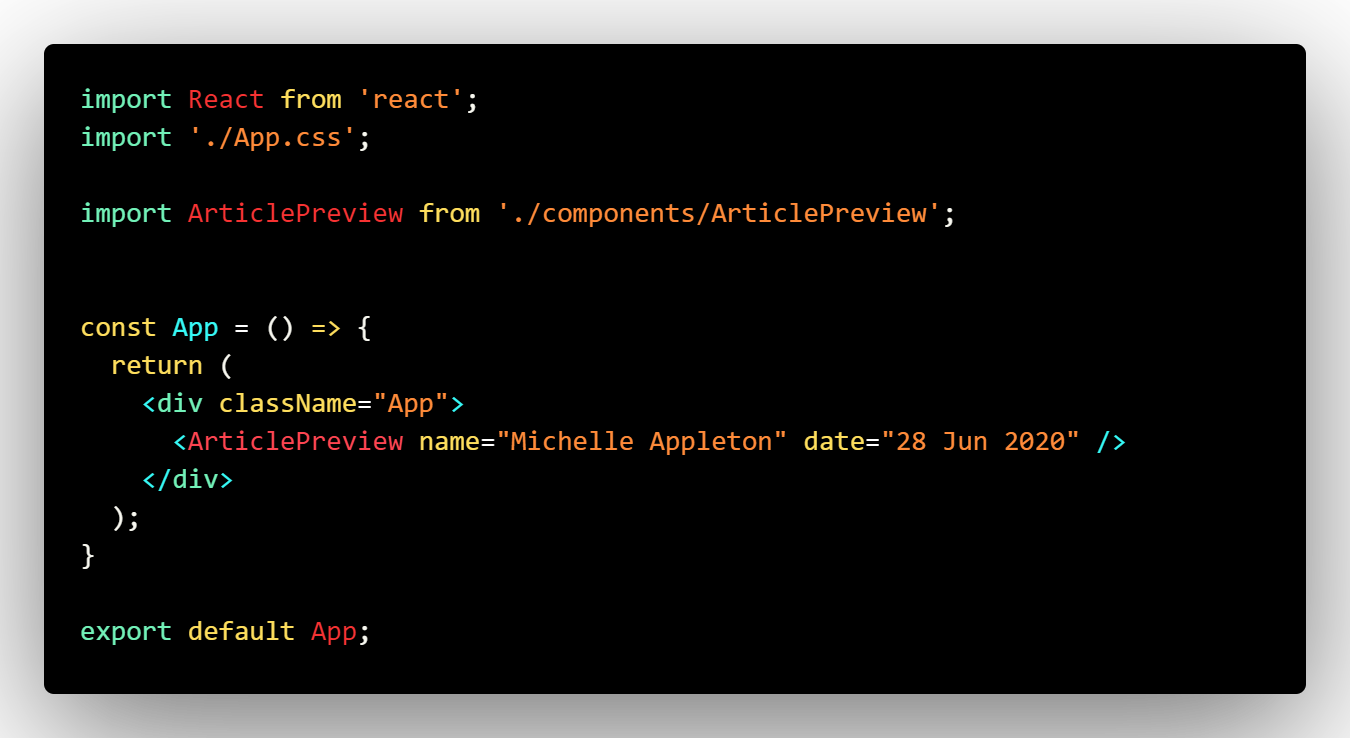 import React from 'react';
import './App.css';

import ArticlePreview from './components/ArticlePreview';


const App = () => {
  return (
    <div className="App">
      <ArticlePreview name="Michelle Appleton" date="28 Jun 2020" />
    </div>
  );
}

export default App;